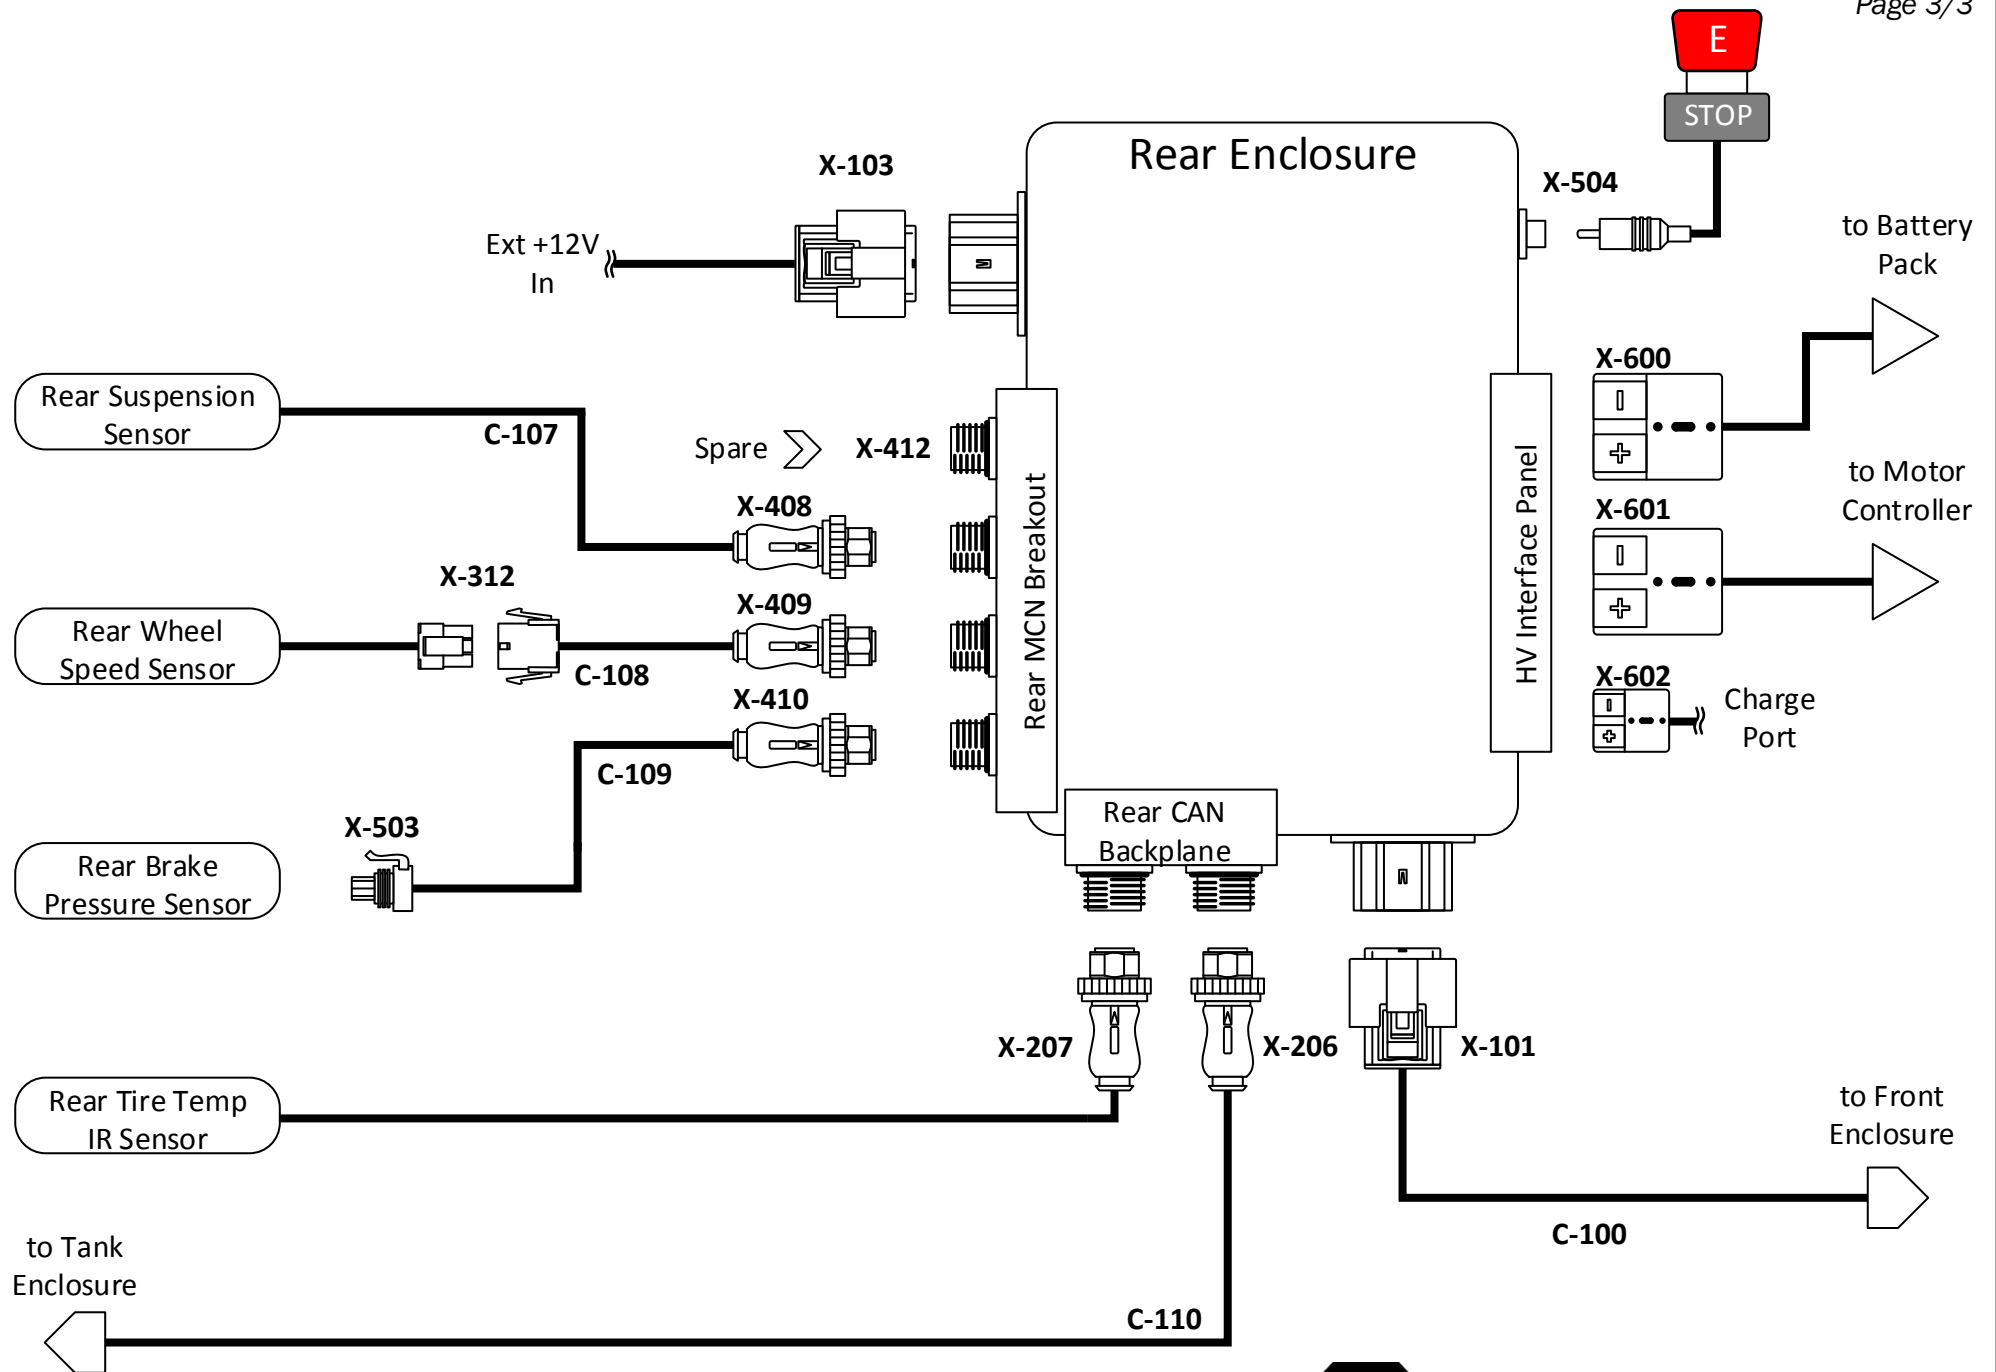 Page 3/3
E
STOP
Rear Enclosure
X-103
X-504
Ext +12V
In
to Battery
Pack
X-600
Rear Suspension
Sensor
C-107
Spare
X-412
X-408
Rear MCN Breakout
HV Interface Panel
X-601
to Motor
Controller
X-312
X-409
Rear Wheel
Speed Sensor
C-108
X-410
X-602
Charge
Port
C-109
X-503
Rear CAN
Backplane
Rear Brake
Pressure Sensor
X-207
X-206
X-101
Rear Tire Temp
IR Sensor
to Front
Enclosure
C-100
to Tank
Enclosure
C-110